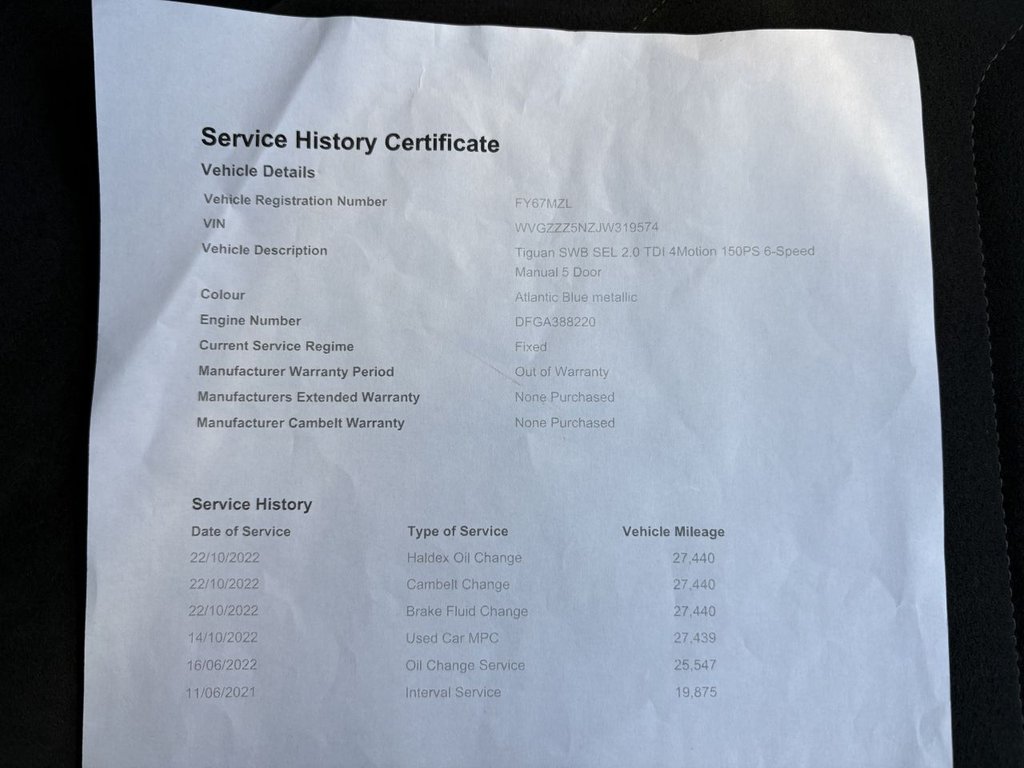 Service History Certificate
Vehicle Details
Vehicle Registration Number FY67MZL
VIN WVGZZZ5NZJW319574
Vehicle Description Tiguan SWB SEL 2.0 TDI 4Motion 150PS 6-Speed
Manual 5 Door
Colour Atlantic Blue metallic
Engine Number DFGA388220
Current Service Regime Fixed
Manufacturer Warranty Period Out of Warranty
Manufacturers Extended Warranty None Purchased
Manufacturer Cambelt Warranty None Purchased
Service History
Date of Service Type of Service Vehicle Mileage
22/10/2022 Haldex Oil Change 27,440
22/10/2022 Cambelt Change 27,440
22/10/2022 Brake Fluid Change 27,440
14/10/2022 Used Car MPC 27,439
16/06/2022 Oil Change Service 25,547
11/06/2021 Interval Service 19,875